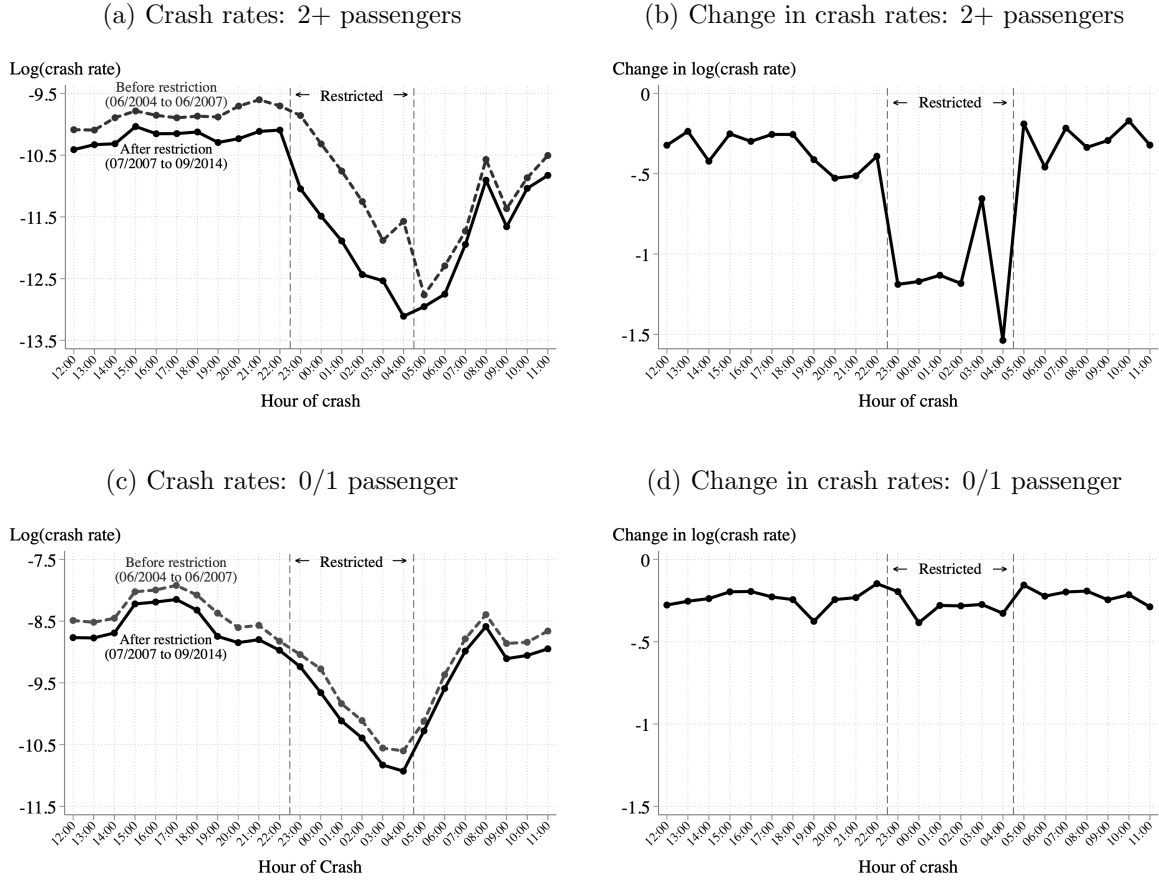 (a) Crash rates: 2+ passengers
Log(crash rate)
-9.5
-10.5
-11.5
-12.5
-13.5
Before restriction
(06/2004 to 06/2007)
After restriction
(07/2007 to 09/2014)
← Restricted →
12:00 13:00 14:00 15:00 16:00 17:00 18:00 19:00 20:00 21:00 22:00 23:00 00:00 01:00 02:00 03:00 04:00 05:00 06:00 07:00 08:00 09:00 10:00 11:00
Hour of crash
(b) Change in crash rates: 2+ passengers
Change in log(crash rate)
0
-.5
-1
-1.5
← Restricted →
12:00 13:00 14:00 15:00 16:00 17:00 18:00 19:00 20:00 21:00 22:00 23:00 00:00 01:00 02:00 03:00 04:00 05:00 06:00 07:00 08:00 09:00 10:00 11:00
Hour of crash
(c) Crash rates: 0/1 passenger
Log(crash rate)
-7.5
-8.5
-9.5
-10.5
-11.5
Before restriction
(06/2004 to 06/2007)
After restriction
(07/2007 to 09/2014)
← Restricted →
12:00 13:00 14:00 15:00 16:00 17:00 18:00 19:00 20:00 21:00 22:00 23:00 00:00 01:00 02:00 03:00 04:00 05:00 06:00 07:00 08:00 09:00 10:00 11:00
Hour of Crash
(d) Change in crash rates: 0/1 passenger
Change in log(crash rate)
0
-.5
-1
-1.5
← Restricted →
12:00 13:00 14:00 15:00 16:00 17:00 18:00 19:00 20:00 21:00 22:00 23:00 00:00 01:00 02:00 03:00 04:00 05:00 06:00 07:00 08:00 09:00 10:00 11:00
Hour of crash